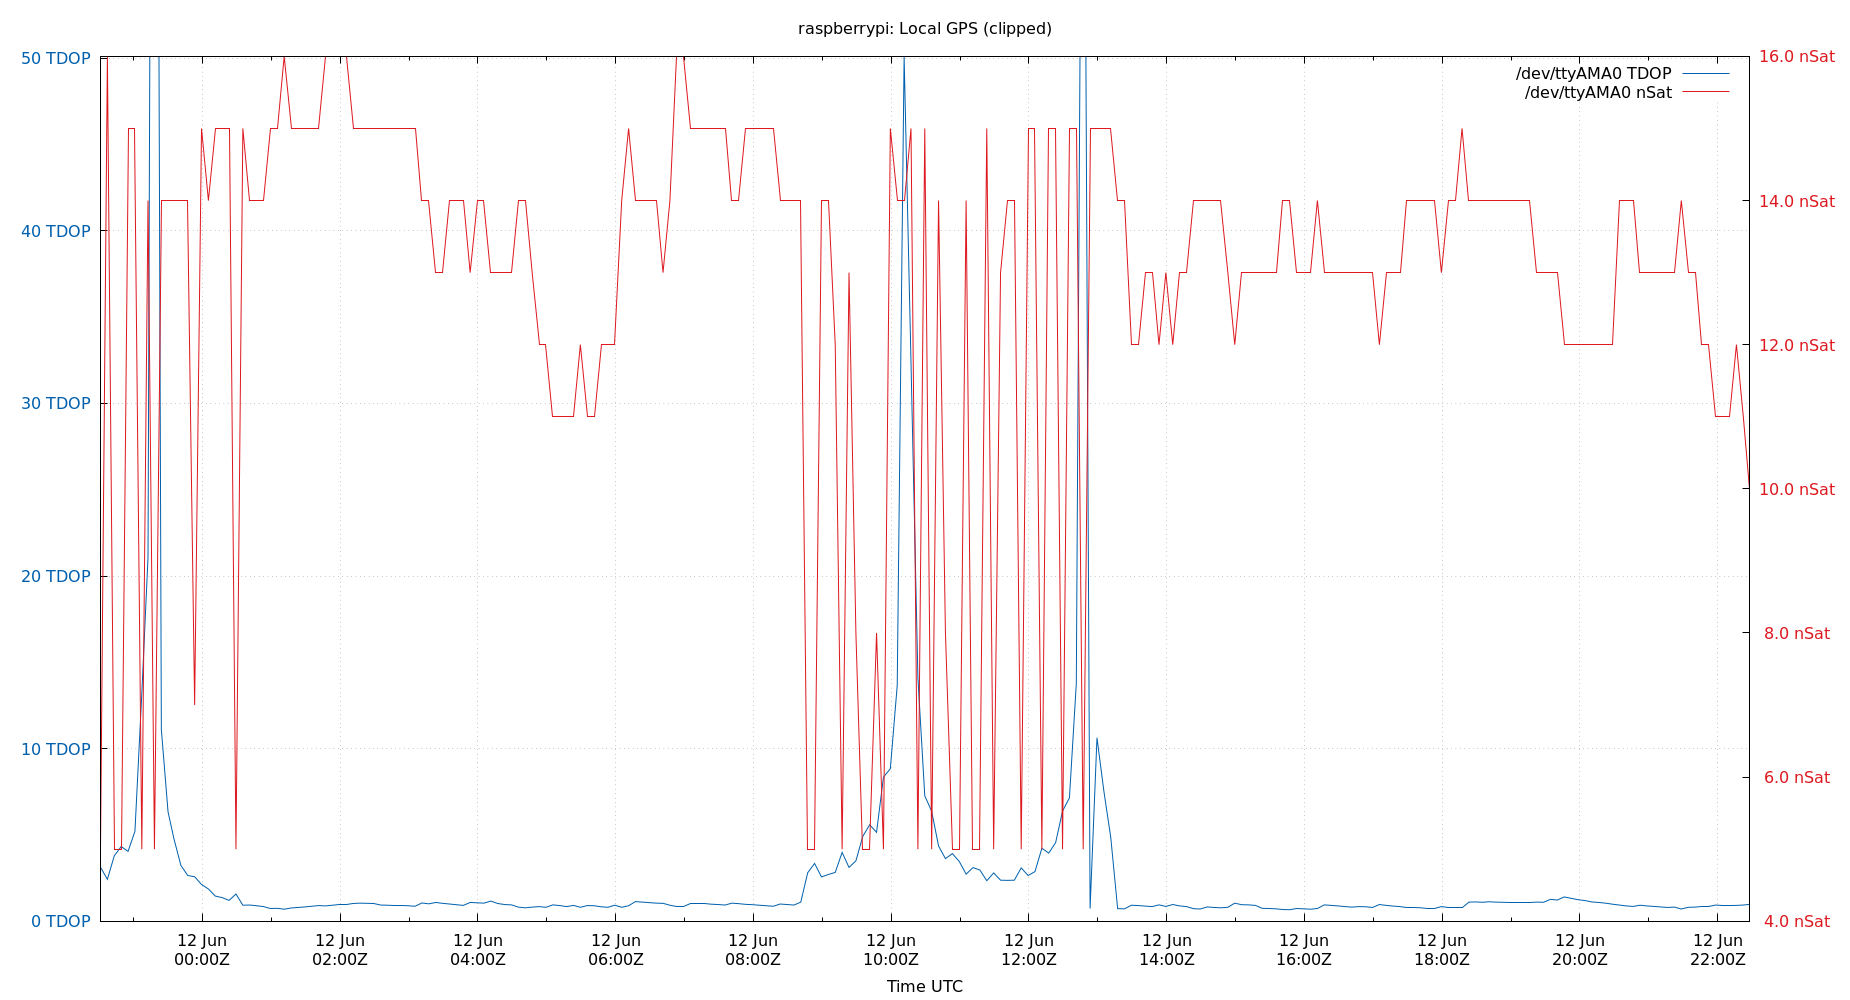 raspberrypi: Local GPS (clipped)
50 TDOP
40 TDOP
30 TDOP
20 TDOP
10 TDOP
0 TDOP
/dev/ttyAMA0 TDOP
/dev/ttyAMA0 nSat
16.0 nSat
14.0 nSat
12.0 nSat
10.0 nSat
8.0 nSat
6.0 nSat
4.0 nSat
12 Jun 12 Jun 12 Jun 12 Jun 12 Jun 12 Jun 12 Jun 12 Jun 12 Jun 12 Jun 12 Jun 12 Jun
00:00Z 02:00Z 04:00Z 06:00Z 08:00Z 10:00Z 12:00Z 14:00Z 16:00Z 18:00Z 20:00Z 22:00Z
Time UTC